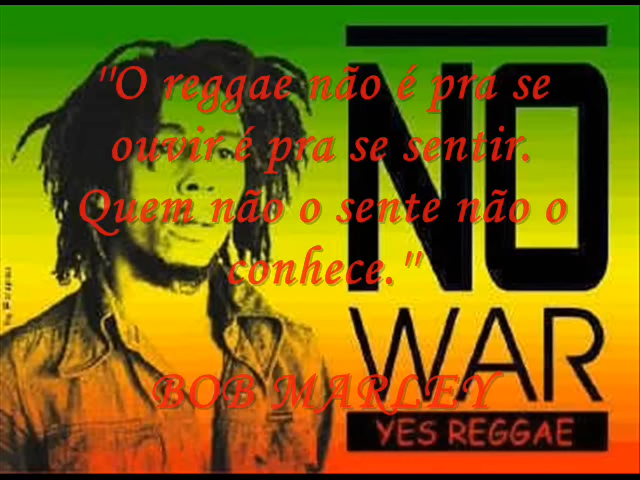 "O reggae não é pra se
ouvir é pra se sentir.
Quem não o sente não o
conhece."
BOB MARLEY
NO
WAR
YES REGGAE